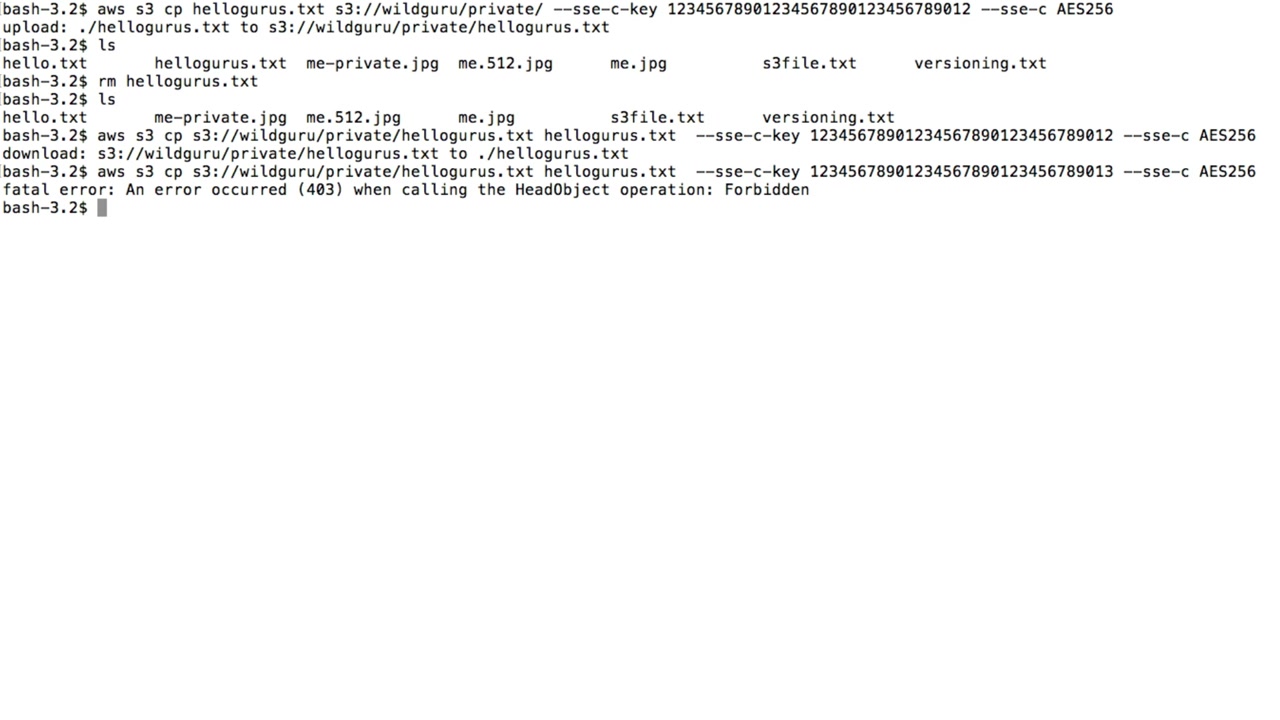 [bash-3.2$ aws s3 cp hellogurus.txt s3://wildguru/private/ --sse-c-key 12345678901234567890123456789012 --sse-c AES256
upload: ./hellogurus.txt to s3://wildguru/private/hellogurus.txt
[bash-3.2$ ls
hello.txt hellogurus.txt me-private.jpg me.512.jpg me.jpg s3file.txt versioning.txt
[bash-3.2$ rm hellogurus.txt
[bash-3.2$ ls
hello.txt me-private.jpg me.512.jpg me.jpg s3file.txt versioning.txt
[bash-3.2$ aws s3 cp s3://wildguru/private/hellogurus.txt hellogurus.txt --sse-c-key 12345678901234567890123456789012 --sse-c AES256
download: s3://wildguru/private/hellogurus.txt to ./hellogurus.txt
[bash-3.2$ aws s3 cp s3://wildguru/private/hellogurus.txt hellogurus.txt --sse-c-key 12345678901234567890123456789013 --sse-c AES256
fatal error: An error occurred (403) when calling the HeadObject operation: Forbidden
bash-3.2$